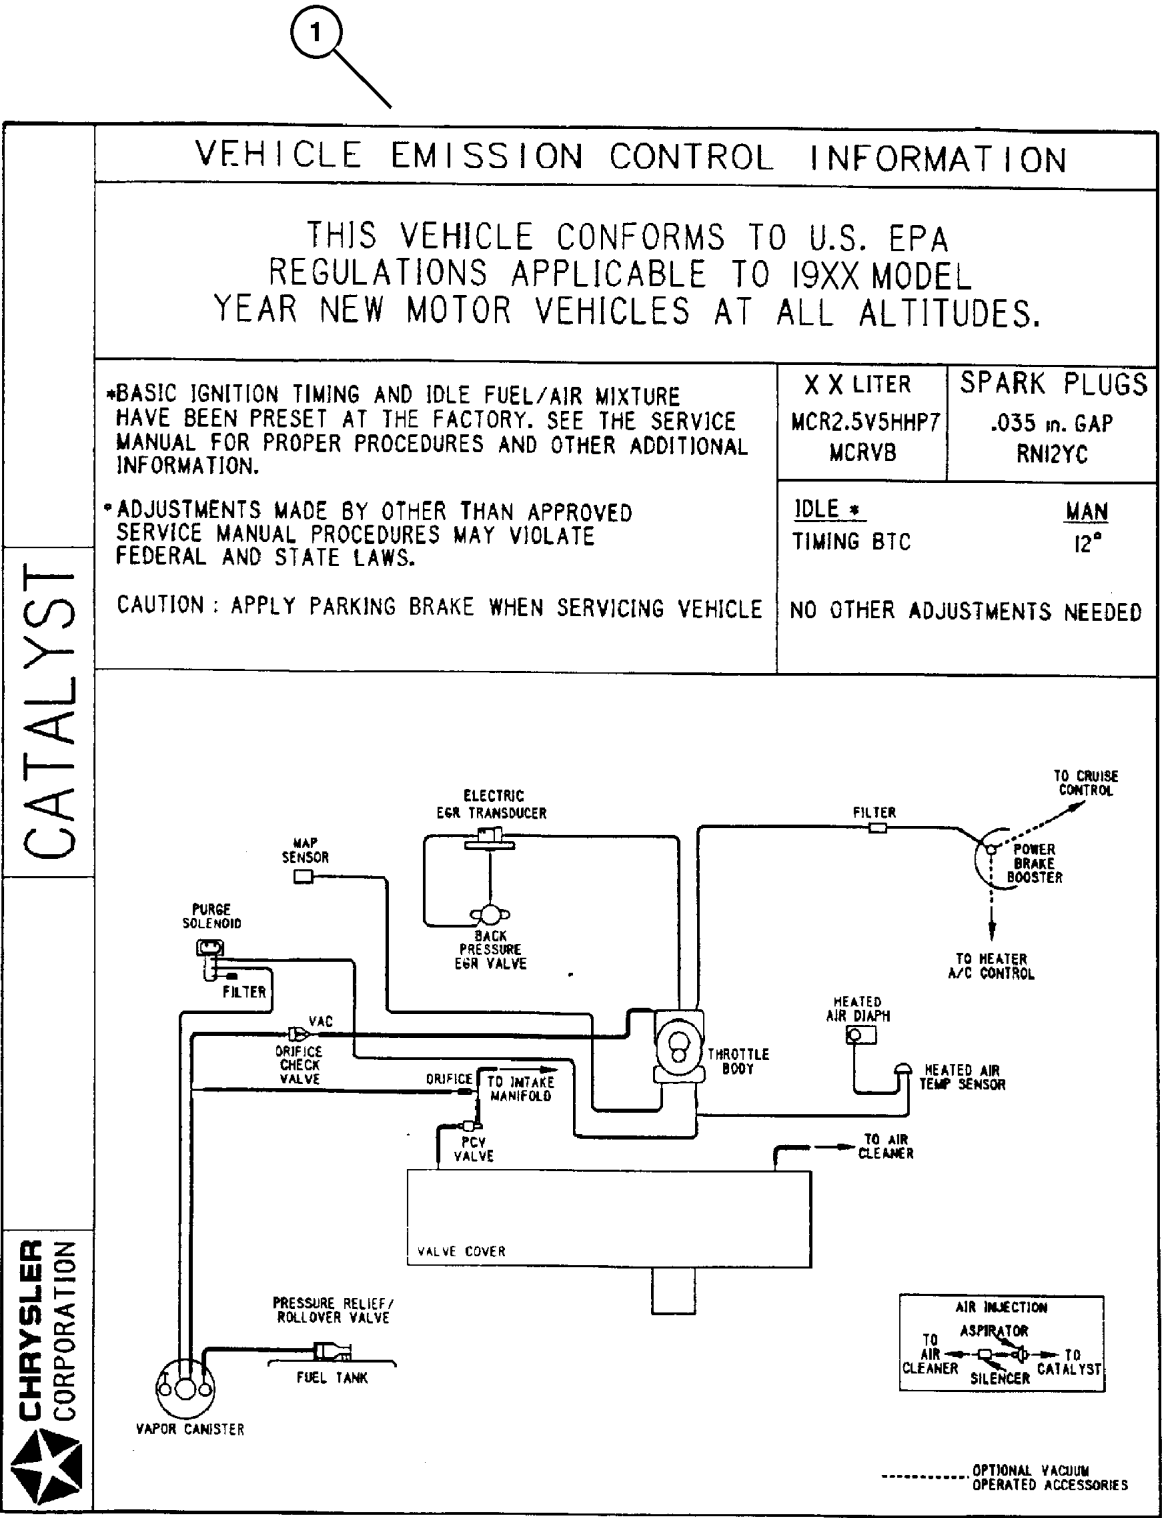 1
VEHICLE EMISSION CONTROL INFORMATION
THIS VEHICLE CONFORMS TO U.S. EPA
REGULATIONS APPLICABLE TO 19XX MODEL
YEAR NEW MOTOR VEHICLES AT ALL ALTITUDES.
*BASIC IGNITION TIMING AND IDLE FUEL/AIR MIXTURE
HAVE BEEN PRESET AT THE FACTORY. SEE THE SERVICE
MANUAL FOR PROPER PROCEDURES AND OTHER ADDITIONAL
INFORMATION.
*ADJUSTMENTS MADE BY OTHER THAN APPROVED
SERVICE MANUAL PROCEDURES MAY VIOLATE
FEDERAL AND STATE LAWS.
CAUTION : APPLY PARKING BRAKE WHEN SERVICING VEHICLE
X X LITER
MCR2.5V5HHP7
MCRVB
SPARK PLUGS
.035 in. GAP
RN12YC
IDLE * MAN
TIMING BTC 12°
NO OTHER ADJUSTMENTS NEEDED
CATALYST
CHRYSLER
CORPORATION
ELECTRIC
EGR TRANSDUCER
MAP
SENSOR
PURGE
SOLENOID
FILTER
BACK
PRESSURE
EGR VALVE
FILTER
TO CRUISE
CONTROL
POWER
BRAKE
BOOSTER
TO HEATER
A/C CONTROL
VAC
ORIFICE
CHECK
VALVE
ORIFICE
TO INTAKE
MANIFOLD
PCV
VALVE
THROTTLE
BODY
HEATED
AIR DIAPH
HEATED AIR
TEMP SENSOR
TO AIR
CLEANER
VALVE COVER
PRESSURE RELIEF/
ROLLOVER VALVE
FUEL TANK
VAPOR CANISTER
AIR INJECTION
ASPIRATOR
TO
AIR
CLEANER
SILENCER
TO
CATALYST
OPTIONAL VACUUM
OPERATED ACCESSORIES